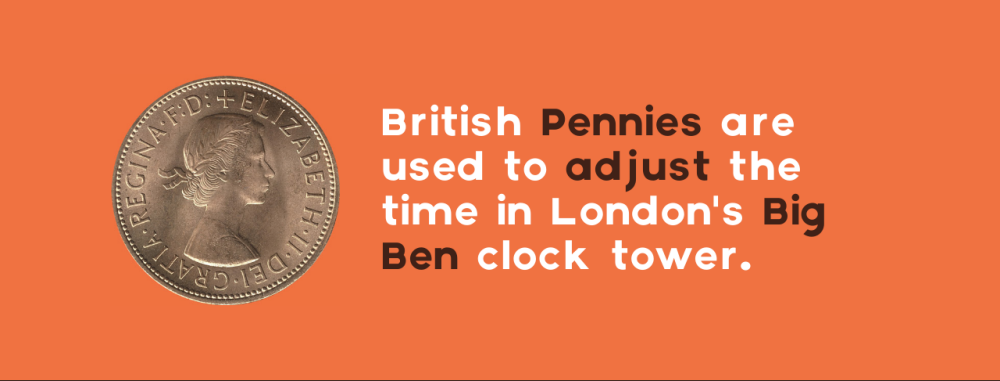 +ELIZABETH·II·DEI·GRATIA·REGINA·F:D:
British Pennies are
used to adjust the
time in London's Big
Ben clock tower.